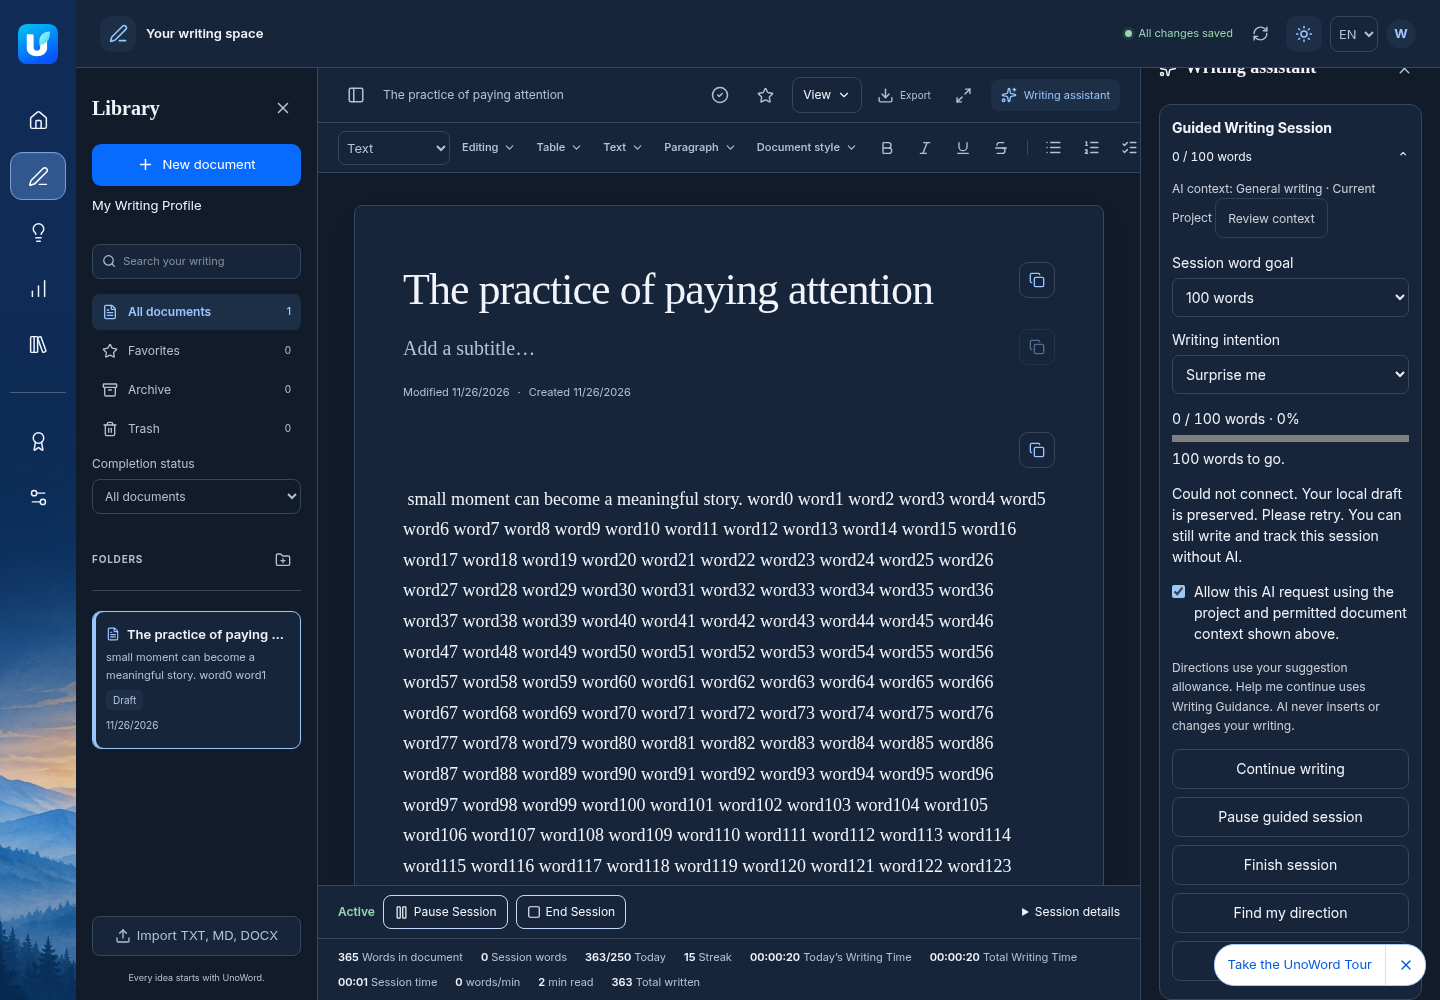 Your writing space
All changes saved
EN
W
Library
New document
My Writing Profile
Search your writing
All documents 1
Favorites 0
Archive 0
Trash 0
Completion status
All documents
FOLDERS
The practice of paying ...
small moment can become a
meaningful story. word0 word1
Draft
11/26/2026
Import TXT, MD, DOCX
Every idea starts with UnoWord.
The practice of paying attention
View
Export
Writing assistant
Text
Editing
Table
Text
Paragraph
Document style
B I U S
The practice of paying attention
Add a subtitle…
Modified 11/26/2026 · Created 11/26/2026
small moment can become a meaningful story. word0 word1 word2 word3 word4 word5
word6 word7 word8 word9 word10 word11 word12 word13 word14 word15 word16
word17 word18 word19 word20 word21 word22 word23 word24 word25 word26
word27 word28 word29 word30 word31 word32 word33 word34 word35 word36
word37 word38 word39 word40 word41 word42 word43 word44 word45 word46
word47 word48 word49 word50 word51 word52 word53 word54 word55 word56
word57 word58 word59 word60 word61 word62 word63 word64 word65 word66
word67 word68 word69 word70 word71 word72 word73 word74 word75 word76
word77 word78 word79 word80 word81 word82 word83 word84 word85 word86
word87 word88 word89 word90 word91 word92 word93 word94 word95 word96
word97 word98 word99 word100 word101 word102 word103 word104 word105
word106 word107 word108 word109 word110 word111 word112 word113 word114
word115 word116 word117 word118 word119 word120 word121 word122 word123
Active
Pause Session
End Session
Session details
365 Words in document 0 Session words 363/250 Today 15 Streak 00:00:20 Today's Writing Time 00:00:20 Total Writing Time
00:01 Session time 0 words/min 2 min read 363 Total written
Writing assistant
Guided Writing Session
0 / 100 words
AI context: General writing · Current
Project Review context
Session word goal
100 words
Writing intention
Surprise me
0 / 100 words · 0%
100 words to go.
Could not connect. Your local draft
is preserved. Please retry. You can
still write and track this session
without AI.
Allow this AI request using the
project and permitted document
context shown above.
Directions use your suggestion
allowance. Help me continue uses
Writing Guidance. AI never inserts or
changes your writing.
Continue writing
Pause guided session
Finish session
Find my direction
Take the UnoWord Tour